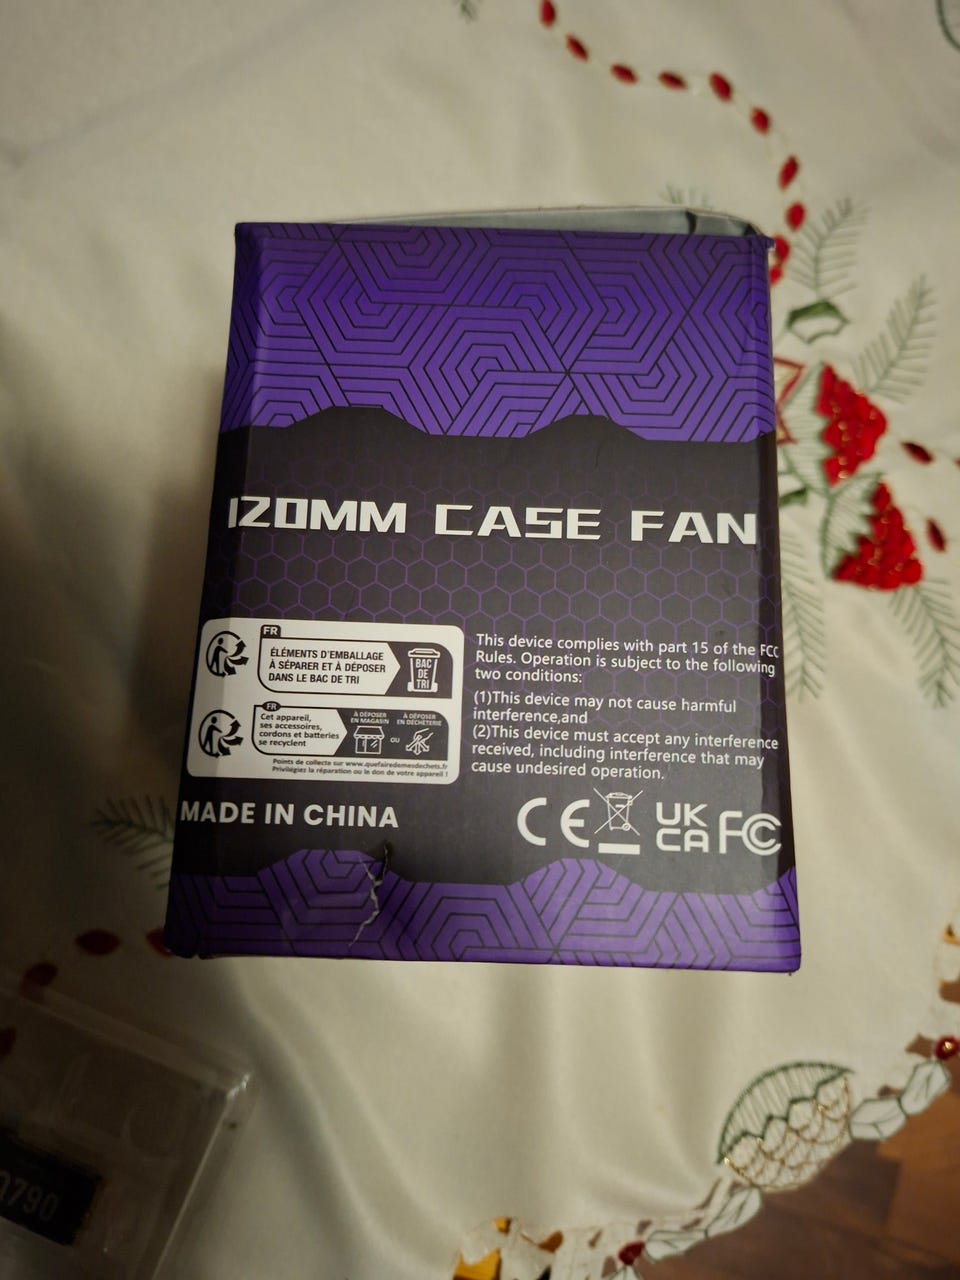 120MM CASE FAN
FR
ÉLÉMENTS D'EMBALLAGE
À SÉPARER ET À DÉPOSER
DANS LE BAC DE TRI
BAC
DE
TRI
FR
Cet appareil,
ses accessoires,
cordons et batteries
se recyclent
À DÉPOSER
EN MAGASIN
OU
À DÉPOSER
EN DÉCHÈTERIE
Points de collecte sur www.quefairedemesdechets.fr
Privilégiez la réparation ou le don de votre appareil !
This device complies with part 15 of the FCC
Rules. Operation is subject to the following
two conditions:
(1)This device may not cause harmful
interference,and
(2)This device must accept any interference
received, including interference that may
cause undesired operation.
MADE IN CHINA
CE
UK
CA
FC